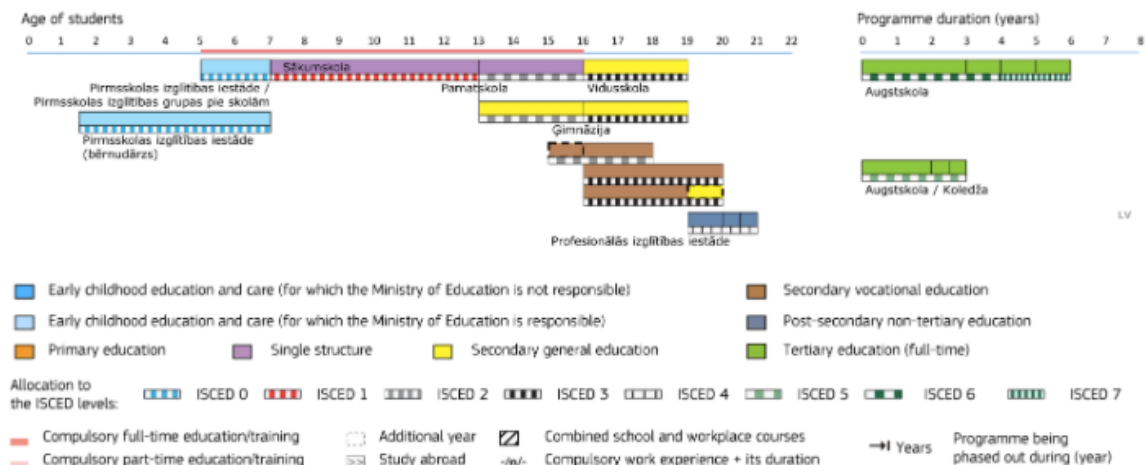 Age of students
Programme duration (years)
0 1 2 3 4 5 6 7 8 9 10 11 12 13 14 15 16 17 18 19 20 21 22
0 1 2 3 4 5 6 7 8
Sākumskola
Pirmsskolas izglītības iestāde /
Pirmsskolas izglītības grupas pie skolām
Pamatskola
Vidusskola
Augstskola
Pirmsskolas izglītības iestāde
(bērnudārzs)
Ģimnāzija
Augstskola / Koledža
LV
Profesionālās izglītības iestāde
Early childhood education and care (for which the Ministry of Education is not responsible)
Secondary vocational education
Early childhood education and care (for which the Ministry of Education is responsible)
Post-secondary non-tertiary education
Primary education
Single structure
Secondary general education
Tertiary education (full-time)
Allocation to
the ISCED levels:
ISCED 0
ISCED 1
ISCED 2
ISCED 3
ISCED 4
ISCED 5
ISCED 6
ISCED 7
Compulsory full-time education/training
Additional year
Combined school and workplace courses
Years
Programme being
phased out during (year)
Compulsory part-time education/training
>> Study abroad
-/n/- Compulsory work experience + its duration